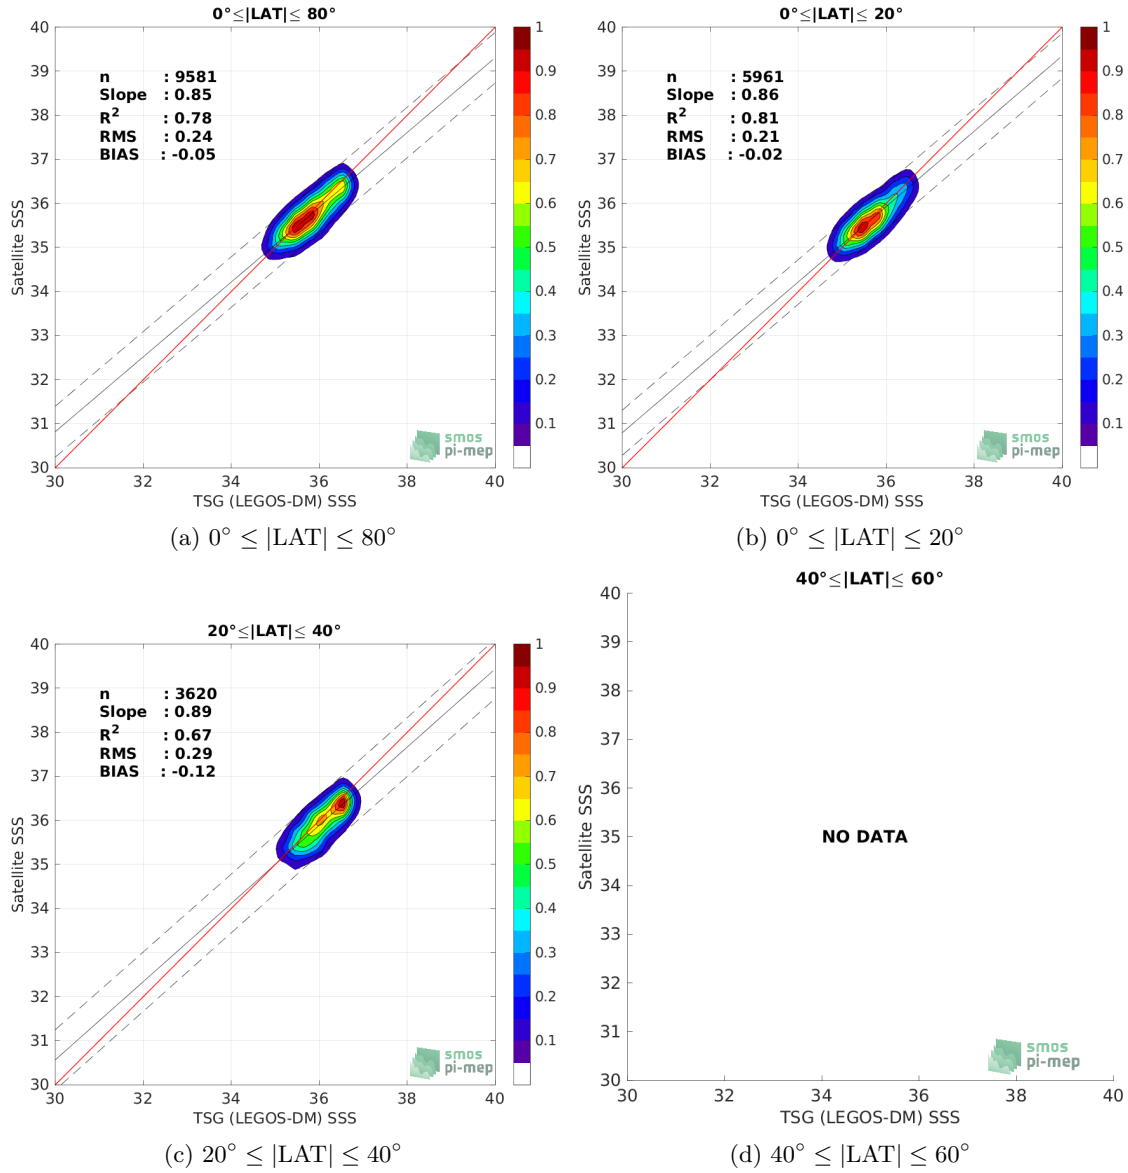 0°≤|LAT|≤ 80°
40
39
38
37
36
35
34
33
32
31
30
Satellite SSS
n : 9581
Slope : 0.85
R² : 0.78
RMS : 0.24
BIAS : -0.05
smos
pi-mep
30 32 34 36 38 40
TSG (LEGOS-DM) SSS
1
0.9
0.8
0.7
0.6
0.5
0.4
0.3
0.2
0.1
(a) 0° ≤ |LAT| ≤ 80°
0°≤|LAT|≤ 20°
40
39
38
37
36
35
34
33
32
31
30
Satellite SSS
n : 5961
Slope : 0.86
R² : 0.81
RMS : 0.21
BIAS : -0.02
smos
pi-mep
30 32 34 36 38 40
TSG (LEGOS-DM) SSS
1
0.9
0.8
0.7
0.6
0.5
0.4
0.3
0.2
0.1
(b) 0° ≤ |LAT| ≤ 20°
20°≤|LAT|≤ 40°
40
39
38
37
36
35
34
33
32
31
30
Satellite SSS
n : 3620
Slope : 0.89
R² : 0.67
RMS : 0.29
BIAS : -0.12
smos
pi-mep
30 32 34 36 38 40
TSG (LEGOS-DM) SSS
1
0.9
0.8
0.7
0.6
0.5
0.4
0.3
0.2
0.1
(c) 20° ≤ |LAT| ≤ 40°
40°≤|LAT|≤ 60°
40
39
38
37
36
35
34
33
32
31
30
Satellite SSS
NO DATA
smos
pi-mep
30 32 34 36 38 40
TSG (LEGOS-DM) SSS
(d) 40° ≤ |LAT| ≤ 60°